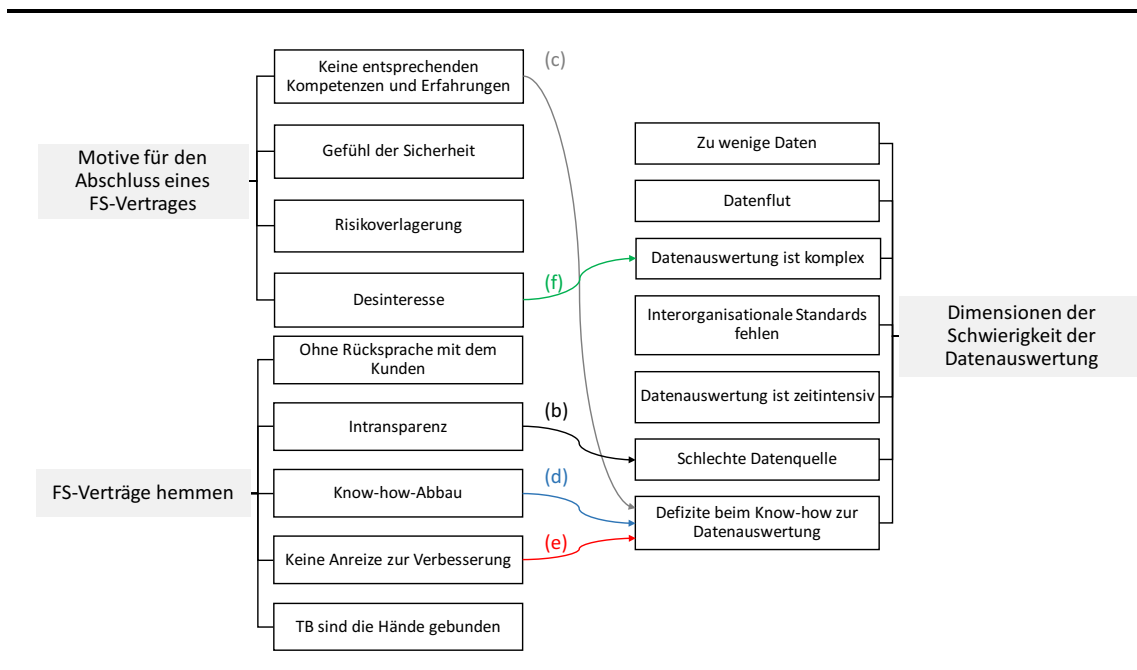 Keine entsprechenden
Kompetenzen und Erfahrungen
(c)
Motive für den
Abschluss eines
FS-Vertrages
Gefühl der Sicherheit
Risikoverlagerung
Desinteresse
(f)
Ohne Rücksprache mit dem
Kunden
Intransparenz
(b)
FS-Verträge hemmen
Know-how-Abbau
(d)
Keine Anreize zur Verbesserung
(e)
TB sind die Hände gebunden
Zu wenige Daten
Datenflut
Datenauswertung ist komplex
Interorganisationale Standards
fehlen
Datenauswertung ist zeitintensiv
Schlechte Datenquelle
Defizite beim Know-how zur
Datenauswertung
Dimensionen der
Schwierigkeit der
Datenauswertung